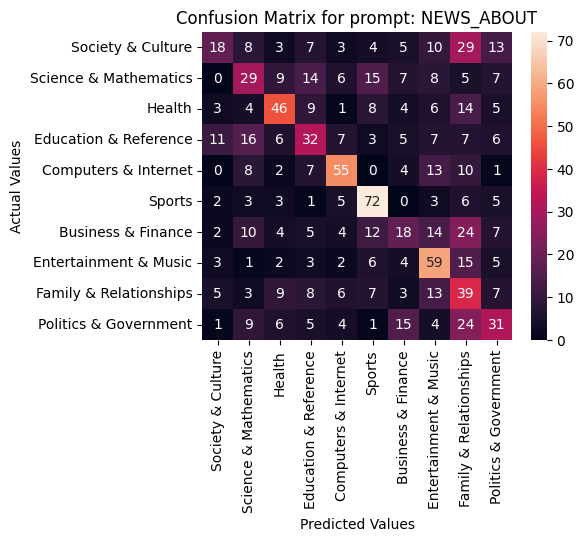 Confusion Matrix for prompt: NEWS_ABOUT
Actual Values
Society & Culture 18 8 3 7 3 4 5 10 29 13
Science & Mathematics 0 29 9 14 6 15 7 8 5 7
Health 3 4 46 9 1 8 4 6 14 5
Education & Reference 11 16 6 32 7 3 5 7 7 6
Computers & Internet 0 8 2 7 55 0 4 13 10 1
Sports 2 3 3 1 5 72 0 3 6 5
Business & Finance 2 10 4 5 4 12 18 14 24 7
Entertainment & Music 3 1 2 3 2 6 4 59 15 5
Family & Relationships 5 3 9 8 6 7 3 13 39 7
Politics & Government 1 9 6 5 4 1 15 4 24 31
Society & Culture
Science & Mathematics
Health
Education & Reference
Computers & Internet
Sports
Business & Finance
Entertainment & Music
Family & Relationships
Politics & Government
Predicted Values
70
60
50
40
30
20
10
0